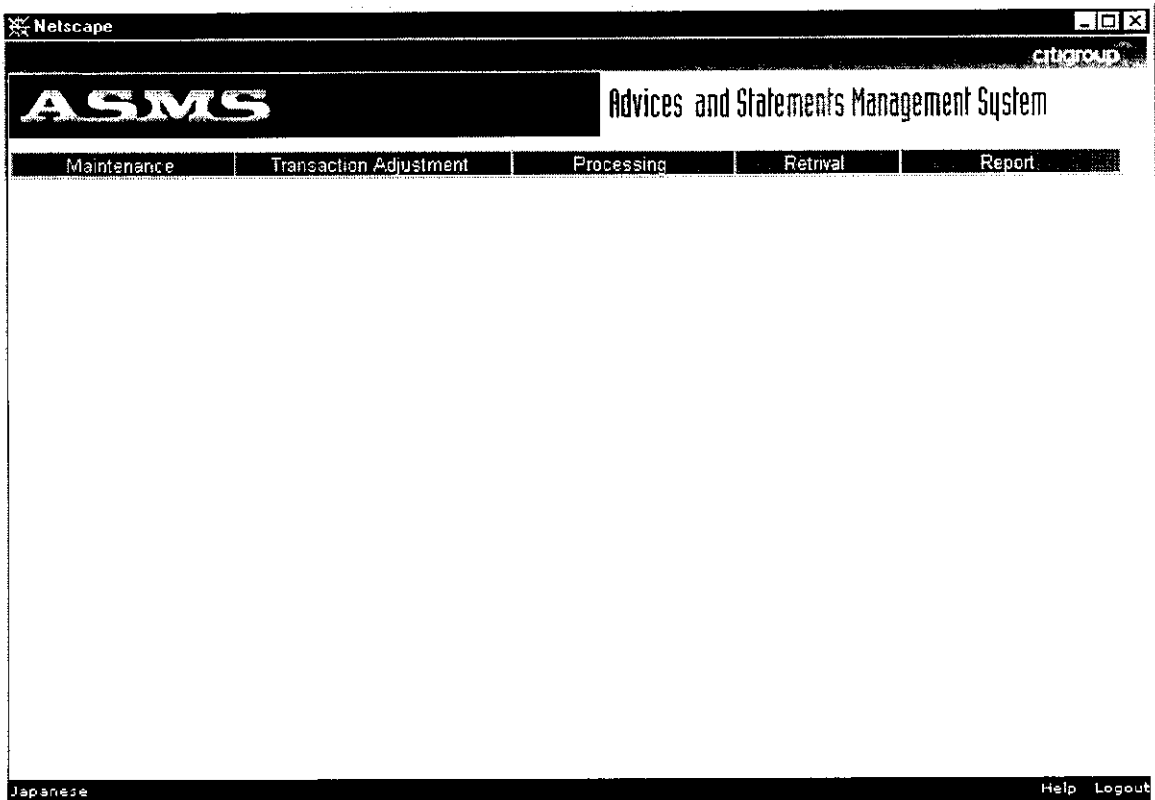 Netscape
citigroup
ASMS Advices and Statements Management System
Maintenance Transaction Adjustment Processing Retrival Report
Japanese Help Logout